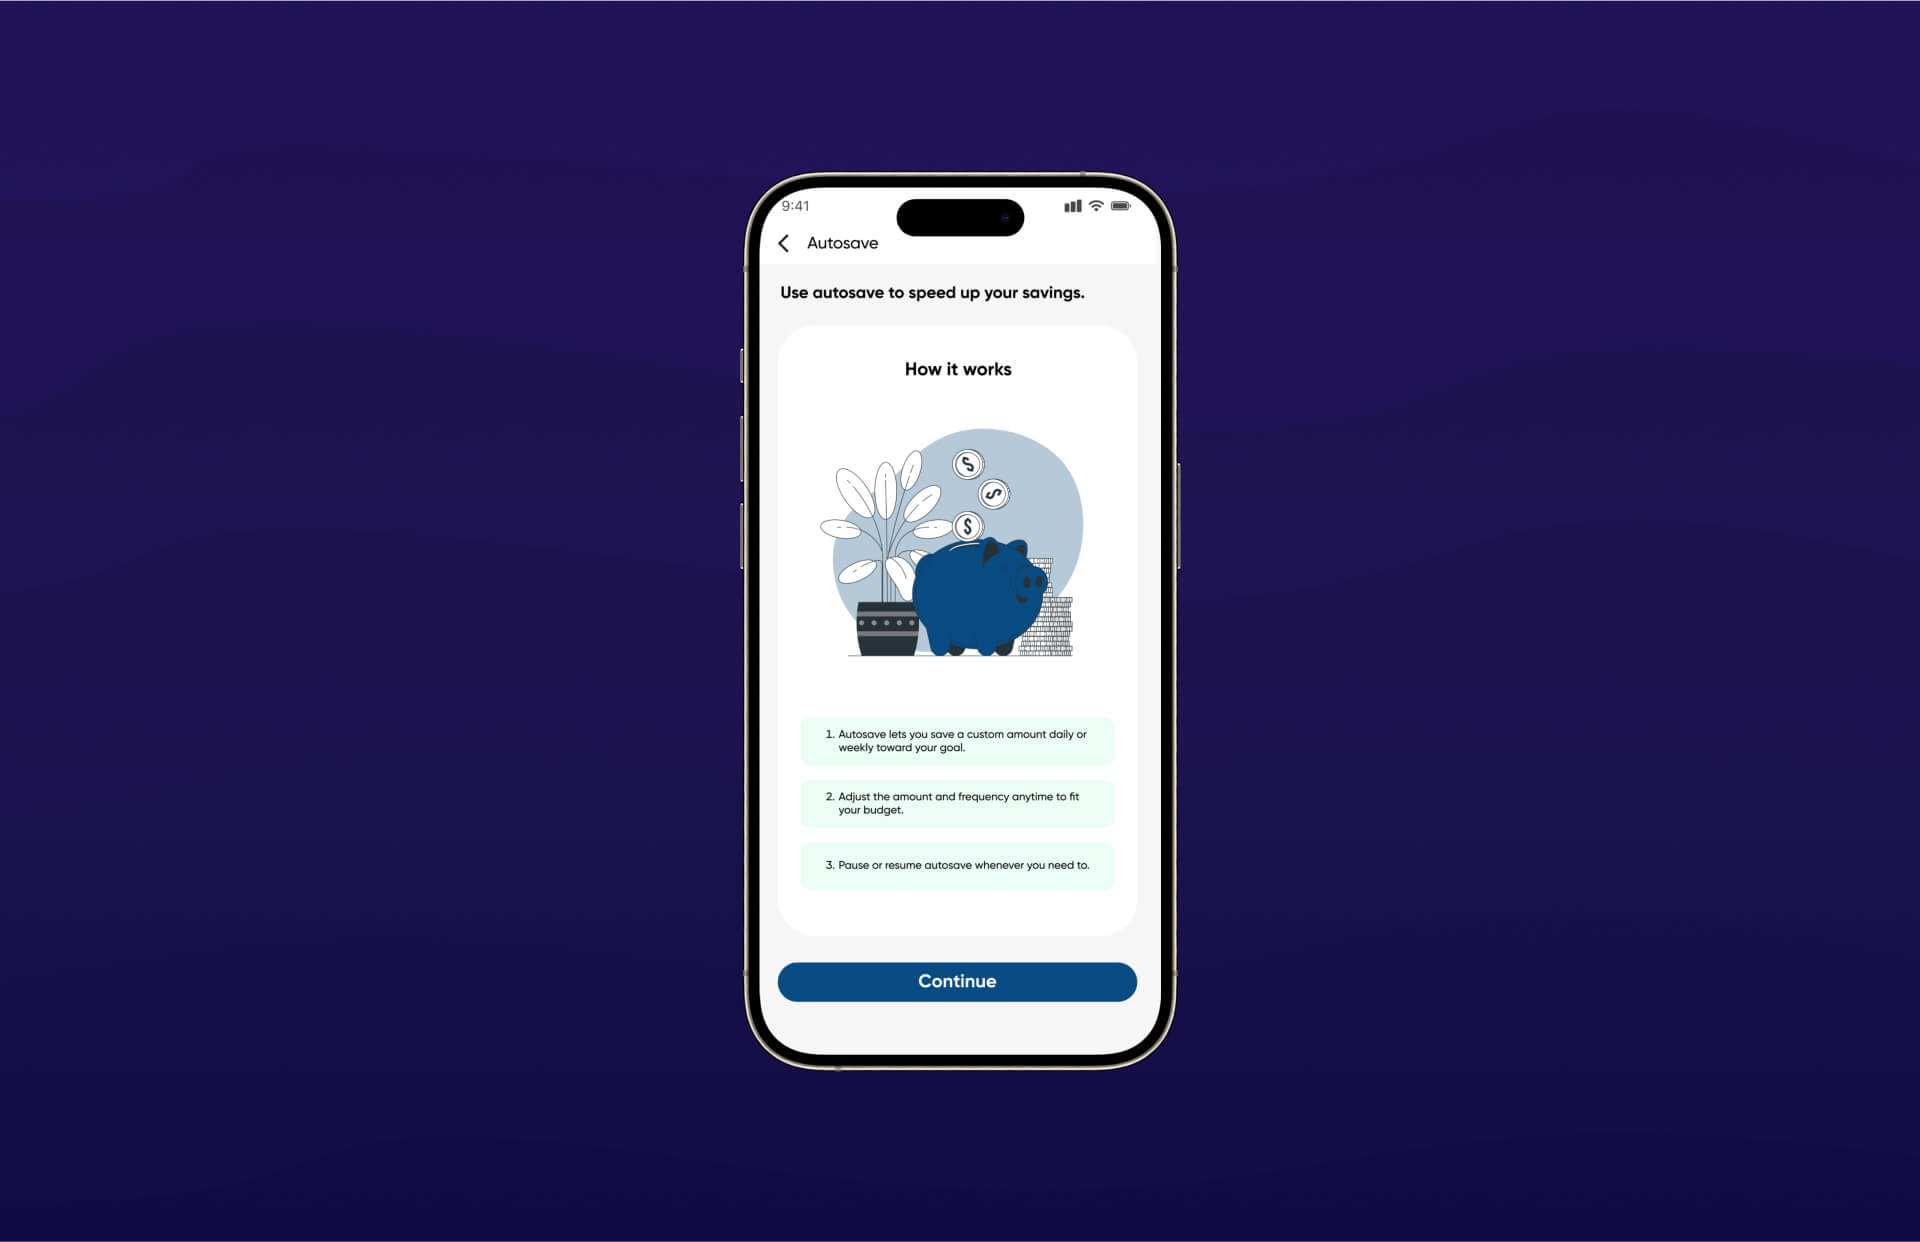 9:41
Autosave
Use autosave to speed up your savings.
How it works
$
$
$
1. Autosave lets you save a custom amount daily or
weekly toward your goal.
2. Adjust the amount and frequency anytime to fit
your budget.
3. Pause or resume autosave whenever you need to.
Continue